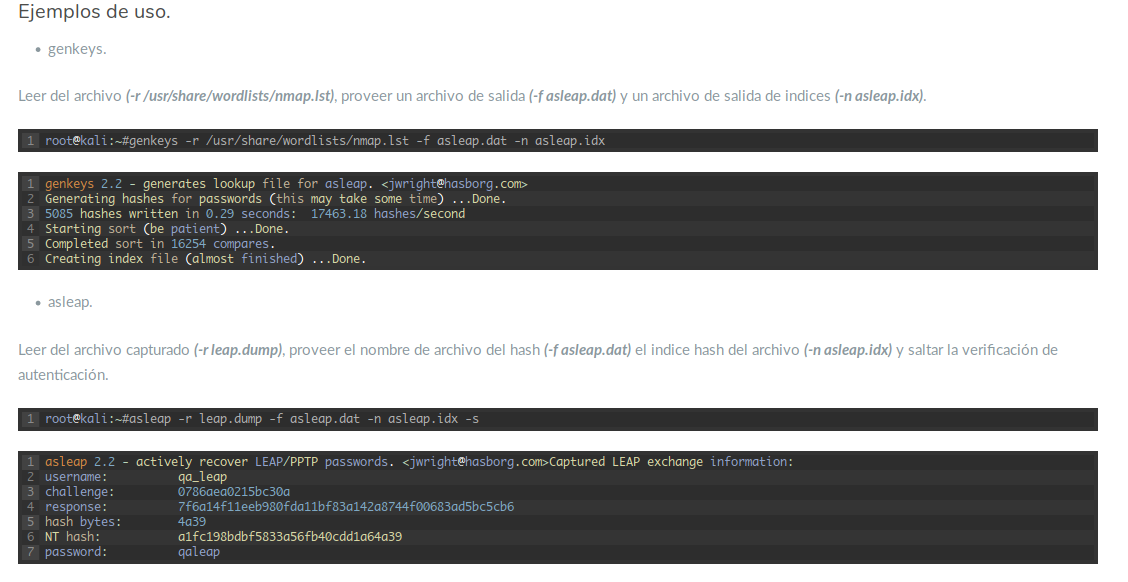 Ejemplos de uso.
• genkeys.
Leer del archivo (-r /usr/share/wordlists/nmap.lst), proveer un archivo de salida (-f asleap.dat) y un archivo de salida de indices (-n asleap.idx).
1 root@kali:~#genkeys -r /usr/share/wordlists/nmap.lst -f asleap.dat -n asleap.idx
1 genkeys 2.2 - generates lookup file for asleap. <jwright@hasborg.com>
2 Generating hashes for passwords (this may take some time) ...Done.
3 5085 hashes written in 0.29 seconds:  17463.18 hashes/second
4 Starting sort (be patient) ...Done.
5 Completed sort in 16254 compares.
6 Creating index file (almost finished) ...Done.
• asleap.
Leer del archivo capturado (-r leap.dump), proveer el nombre de archivo del hash (-f asleap.dat) el indice hash del archivo (-n asleap.idx) y saltar la verificación de
autenticación.
1 root@kali:~#asleap -r leap.dump -f asleap.dat -n asleap.idx -s
1 asleap 2.2 - actively recover LEAP/PPTP passwords. <jwright@hasborg.com>Captured LEAP exchange information:
2 username: qa_leap
3 challenge: 0786aea0215bc30a
4 response: 7f6a14f11eeb980fda11bf83a142a8744f00683ad5bc5cb6
5 hash bytes: 4a39
6 NT hash: a1fc198bdbf5833a56fb40cdd1a64a39
7 password: qaleap